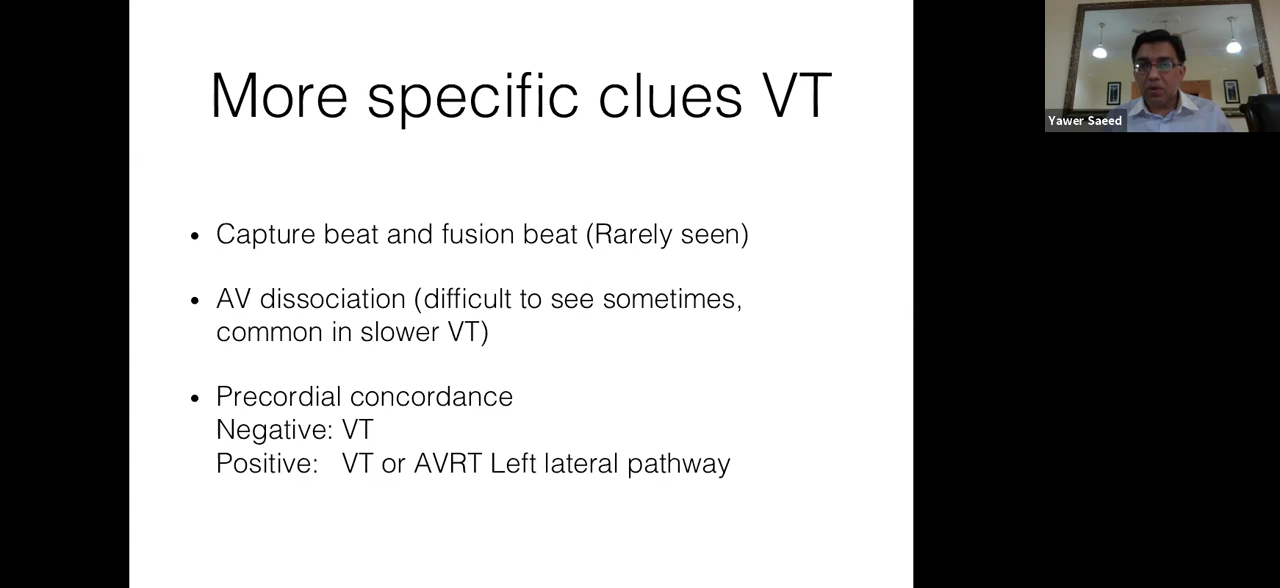 More specific clues VT
• Capture beat and fusion beat (Rarely seen)
• AV dissociation (difficult to see sometimes,
common in slower VT)
• Precordial concordance
Negative: VT
Positive: VT or AVRT Left lateral pathway
Yawer Saeed